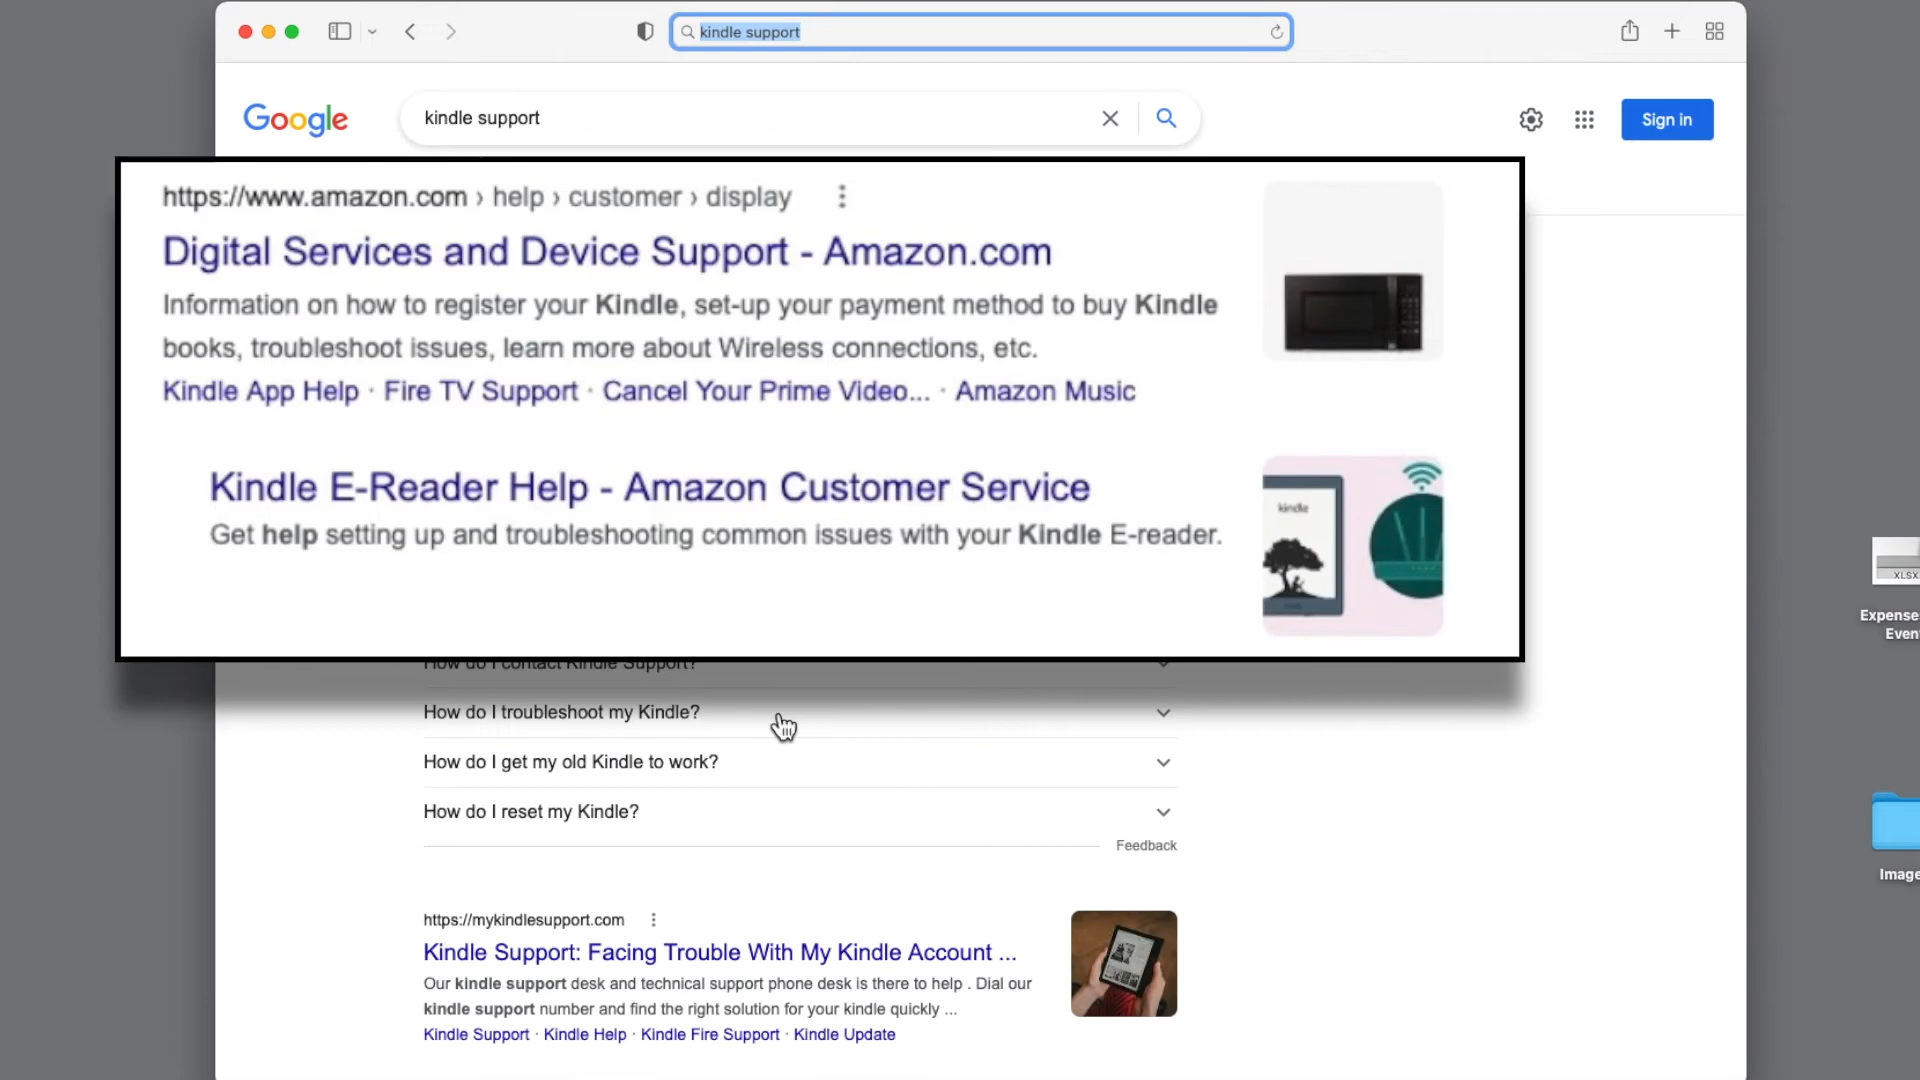 kindle support
Google
kindle support
Sign in
https://www.amazon.com › help › customer › display
Digital Services and Device Support - Amazon.com
Information on how to register your Kindle, set-up your payment method to buy Kindle
books, troubleshoot issues, learn more about Wireless connections, etc.
Kindle App Help · Fire TV Support · Cancel Your Prime Video... · Amazon Music
Kindle E-Reader Help - Amazon Customer Service
Get help setting up and troubleshooting common issues with your Kindle E-reader.
kindle
How do I contact Kindle Support?
How do I troubleshoot my Kindle?
How do I get my old Kindle to work?
How do I reset my Kindle?
Feedback
https://mykindlesupport.com
Kindle Support: Facing Trouble With My Kindle Account ...
Our kindle support desk and technical support phone desk is there to help . Dial our
kindle support number and find the right solution for your kindle quickly ...
Kindle Support · Kindle Help · Kindle Fire Support · Kindle Update
XLSX
Expense
Even
Image